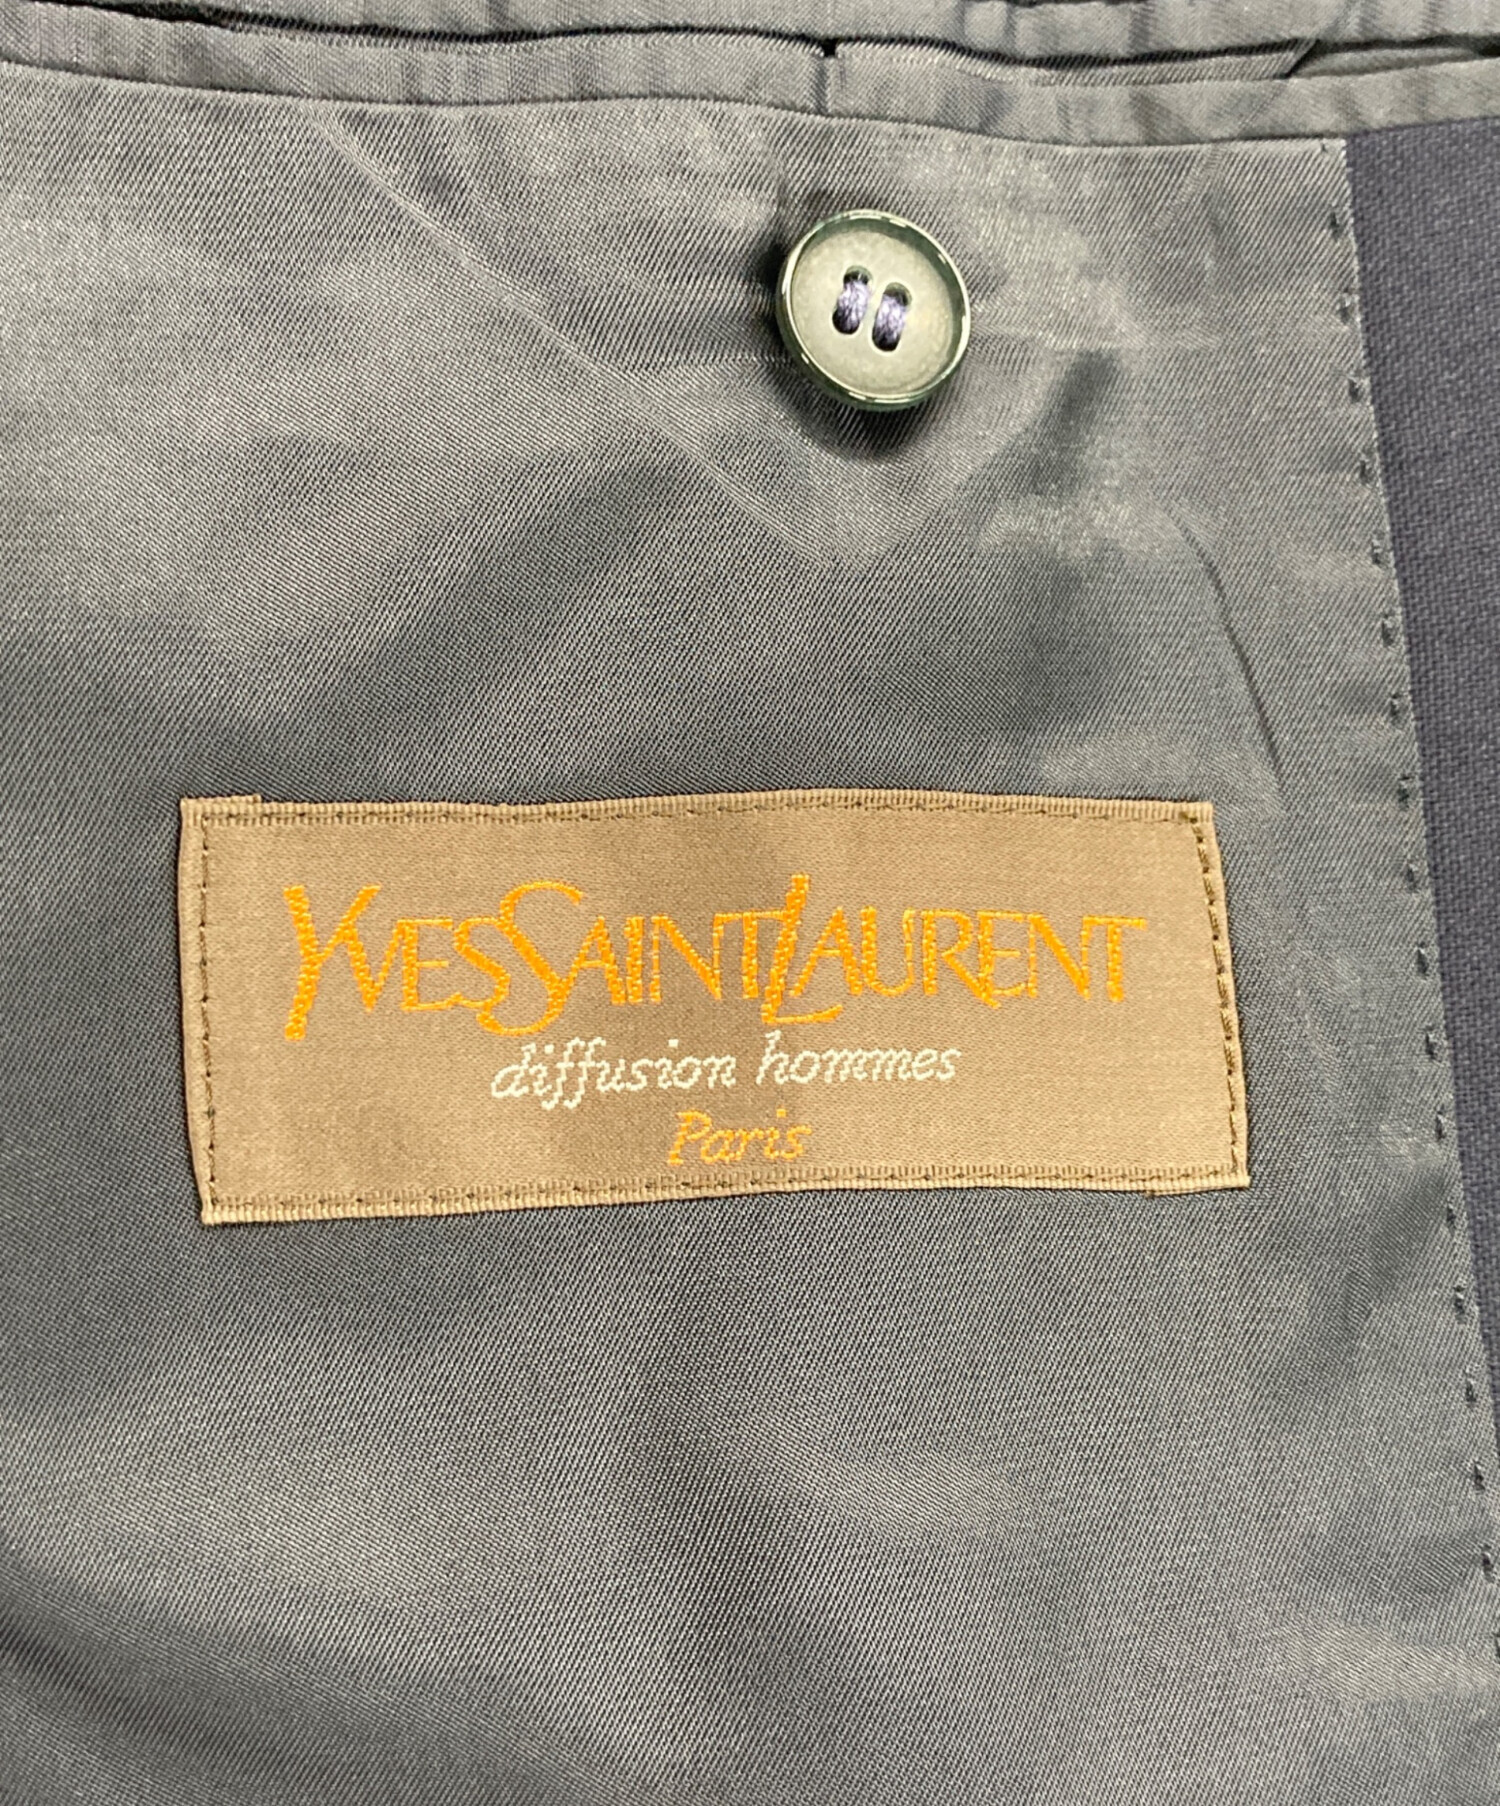 YVESSAINTLAURENT
diffusion hommes
Paris